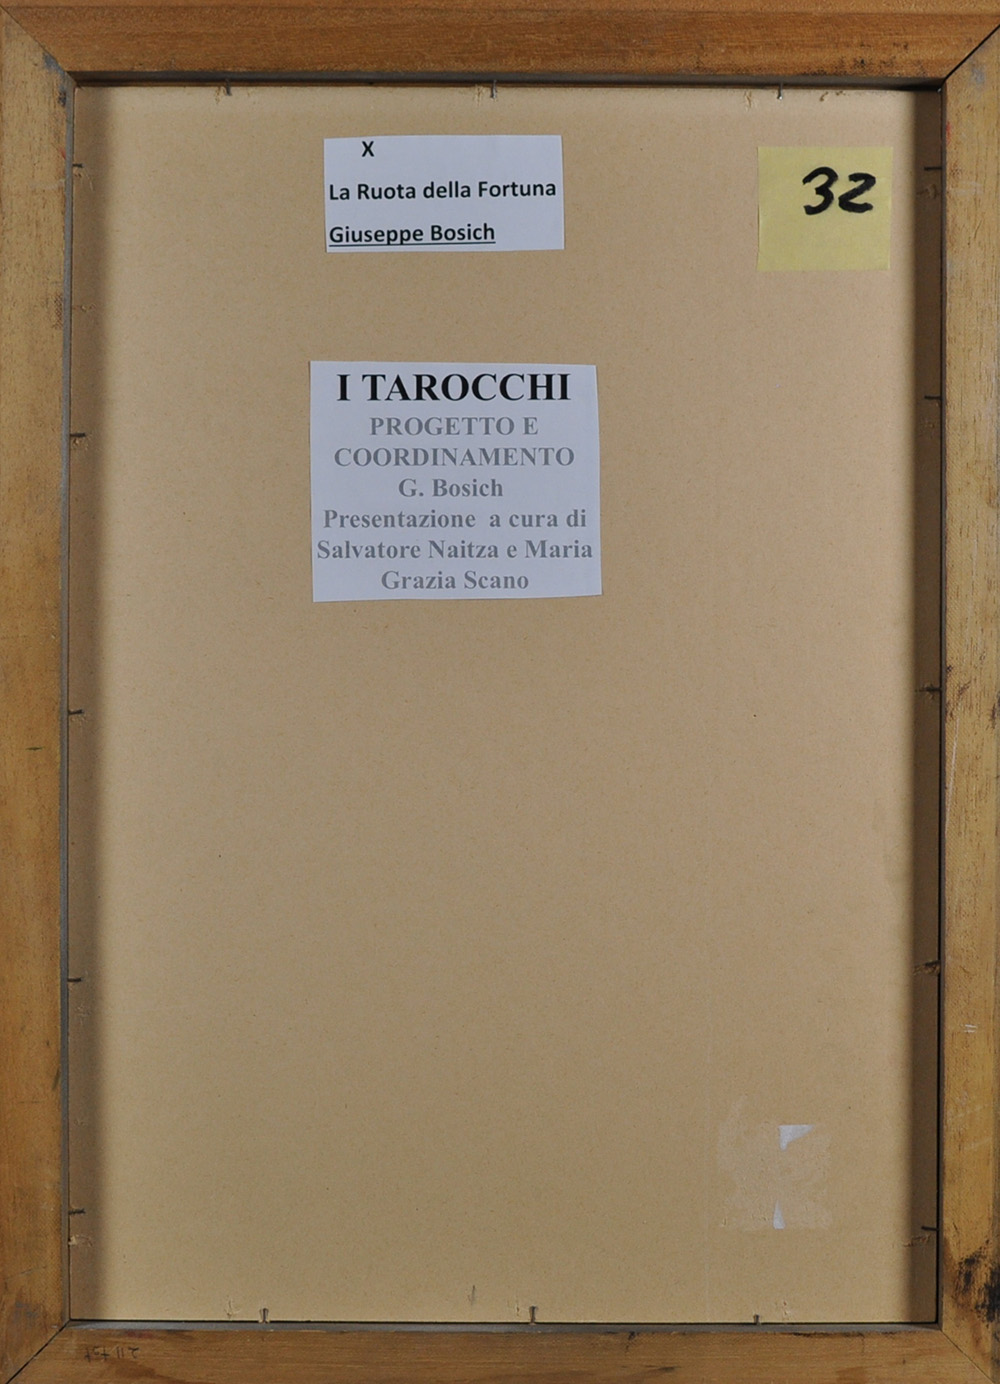 X
La Ruota della Fortuna
Giuseppe Bosich
32
I TAROCCHI
PROGETTO E
COORDINAMENTO
G. Bosich
Presentazione a cura di
Salvatore Naitza e Maria
Grazia Scano